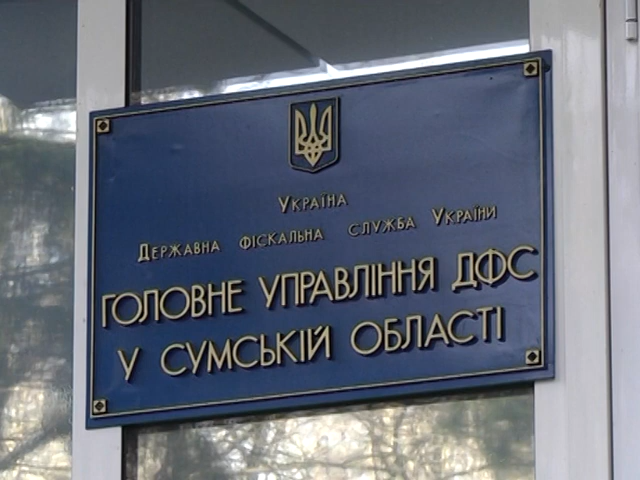 Україна
Державна фіскальна служба України
ГОЛОВНЕ УПРАВЛІННЯ ДФС
У СУМСЬКІЙ ОБЛАСТІ